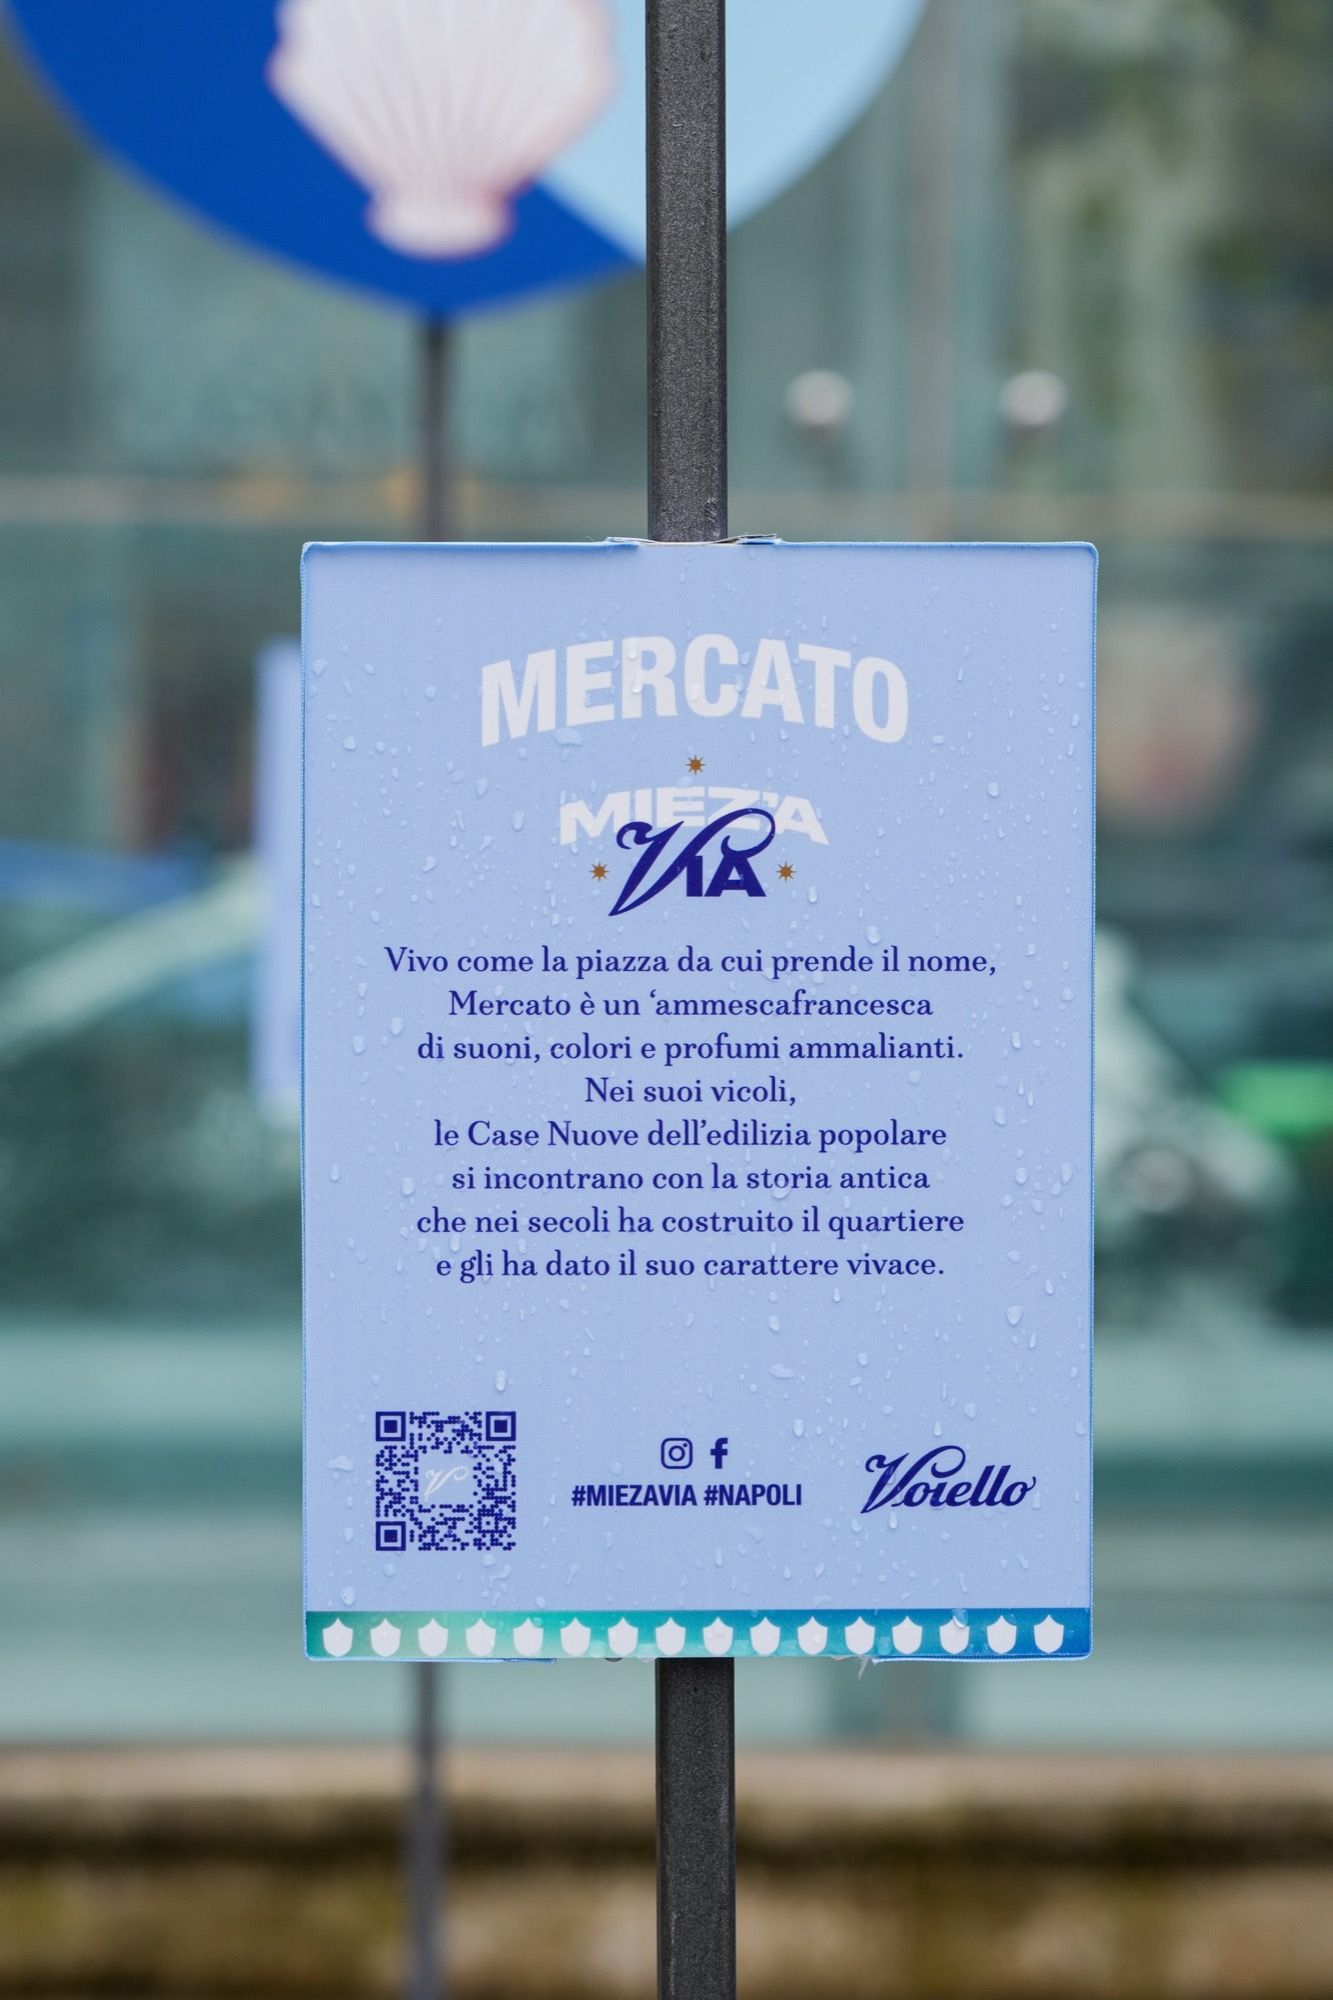 MERCATO
MIEZ'A
VIA
Vivo come la piazza da cui prende il nome,
Mercato è un ‘ammescafrancesca
di suoni, colori e profumi ammalianti.
Nei suoi vicoli,
le Case Nuove dell’edilizia popolare
si incontrano con la storia antica
che nei secoli ha costruito il quartiere
e gli ha dato il suo carattere vivace.
#MIEZAVIA #NAPOLI
Voiello